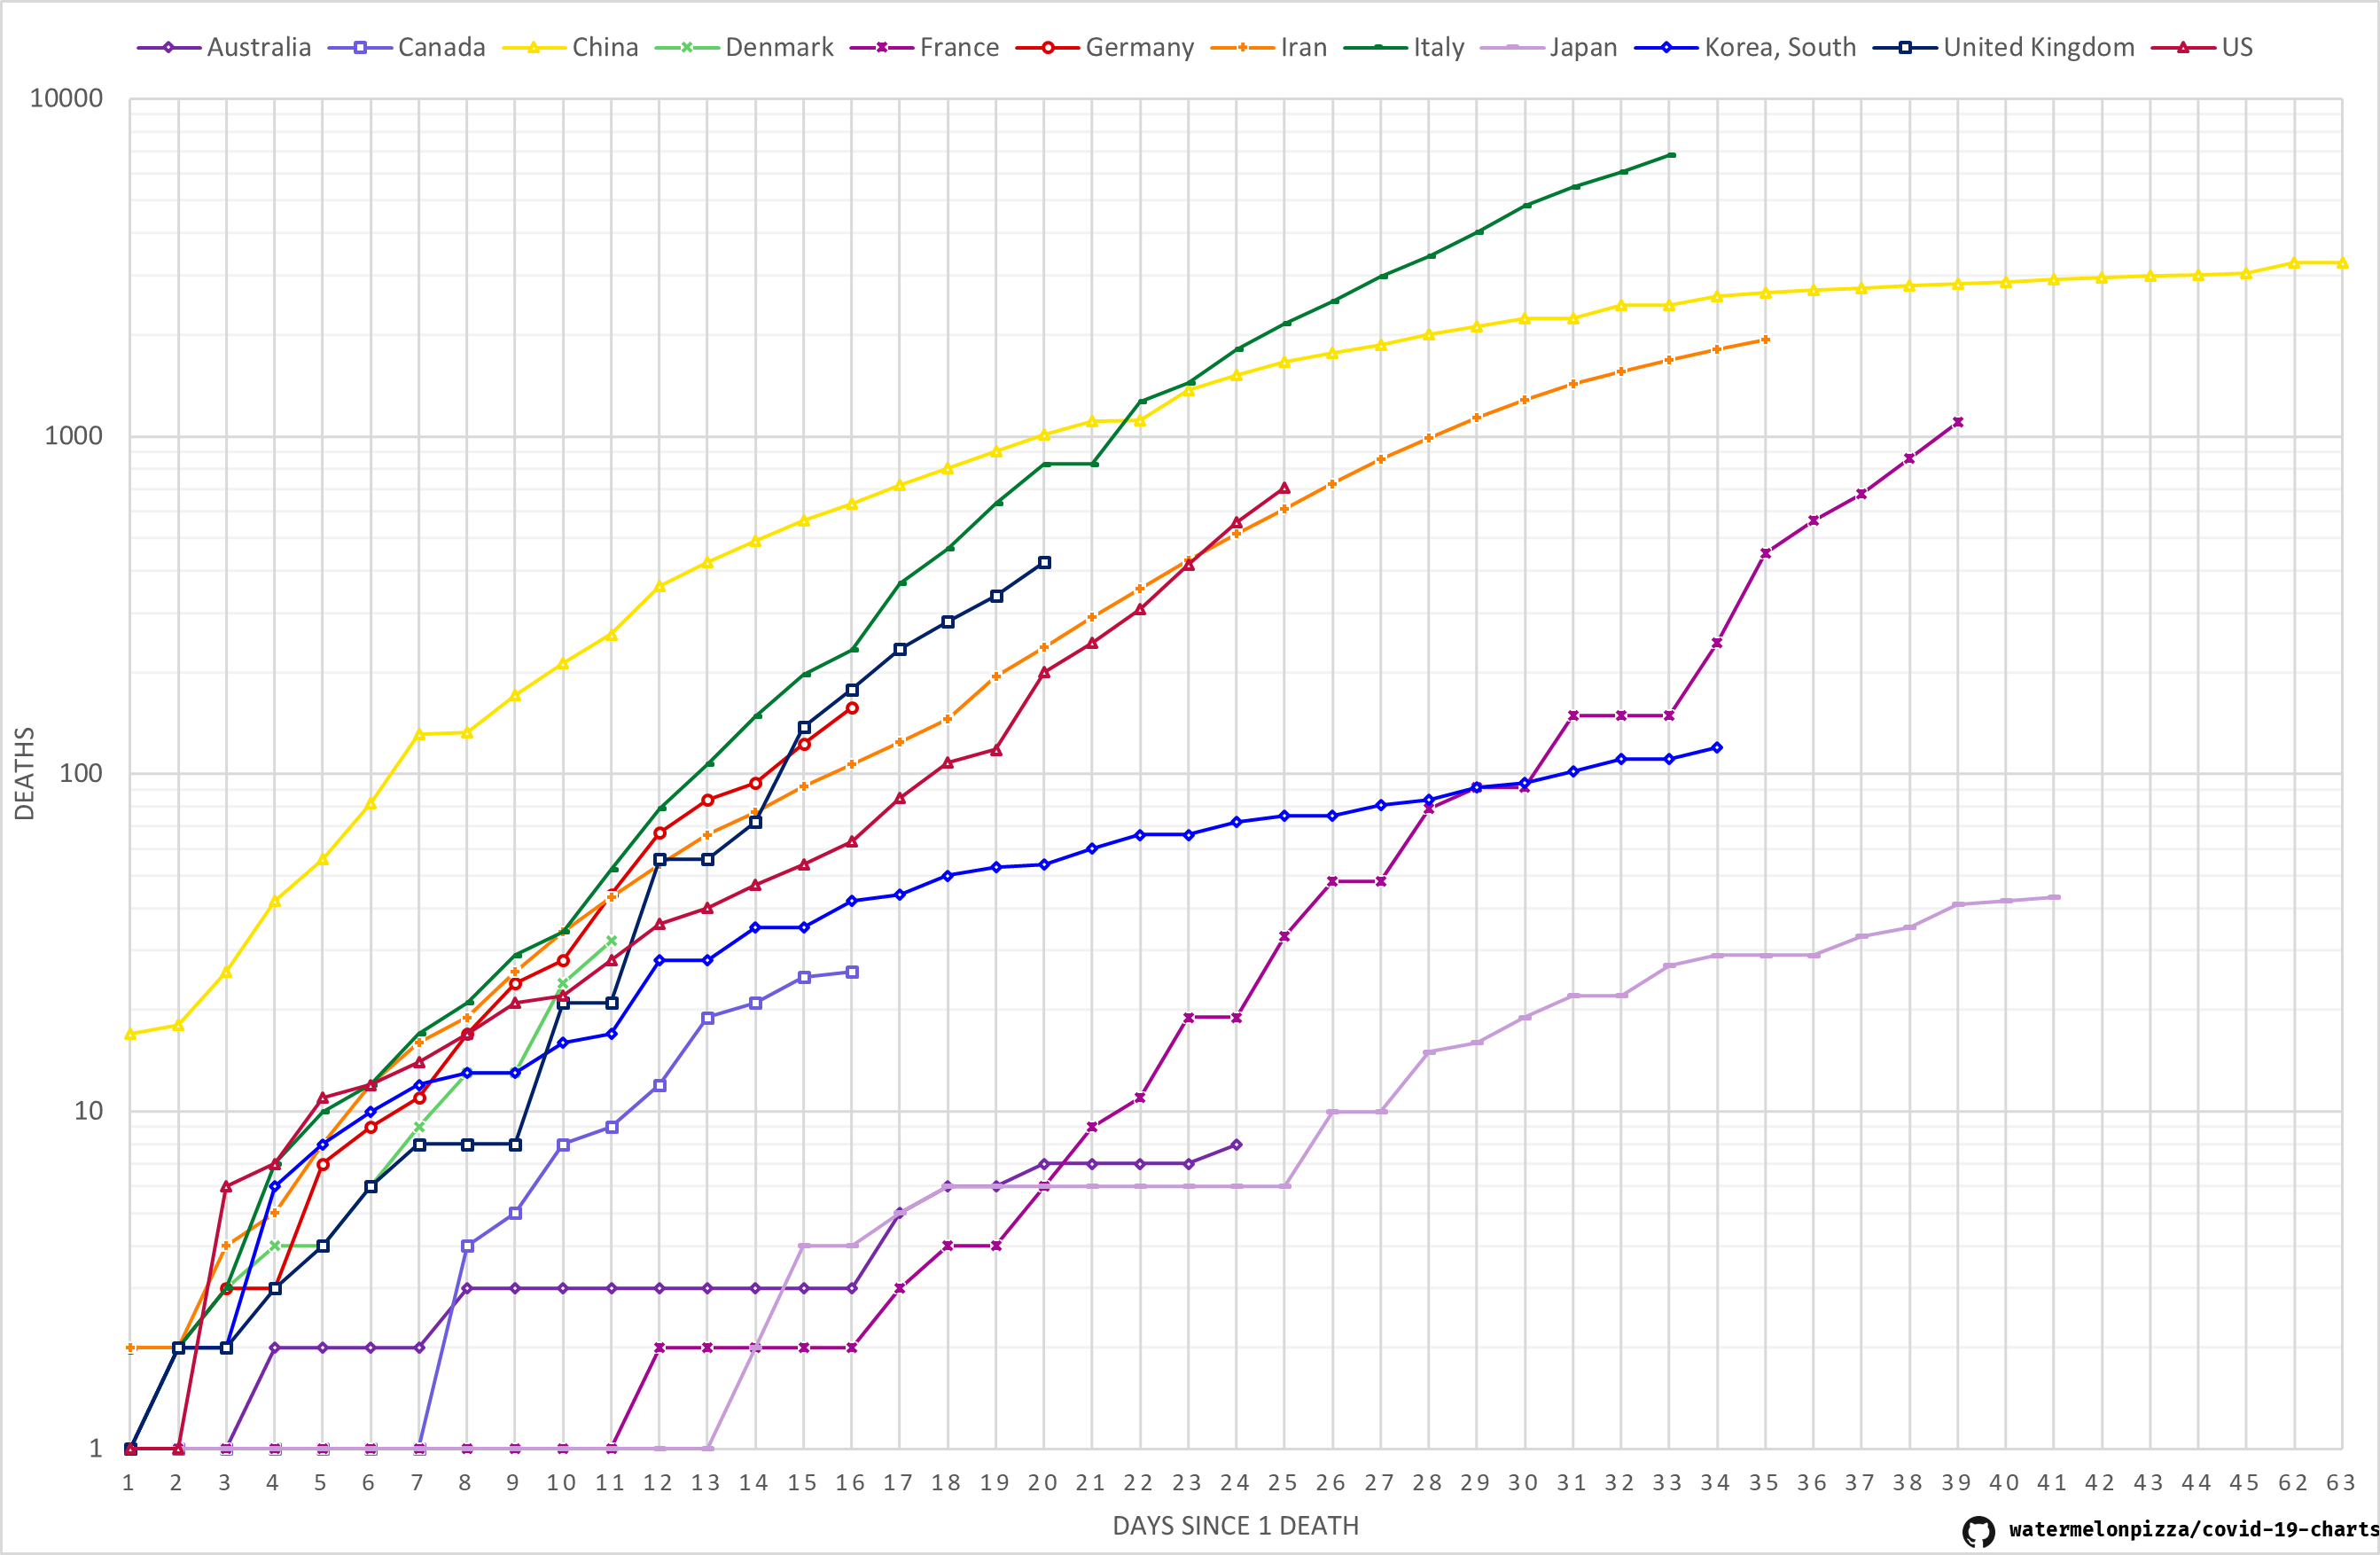 Australia Canada China Denmark France Germany Iran Italy Japan Korea, South United Kingdom US
10000
1000
100
10
1
DEATHS
1 2 3 4 5 6 7 8 9 10 11 12 13 14 15 16 17 18 19 20 21 22 23 24 25 26 27 28 29 30 31 32 33 34 35 36 37 38 39 40 41 42 43 44 45 62 63
DAYS SINCE 1 DEATH
watermelonpizza/covid-19-charts